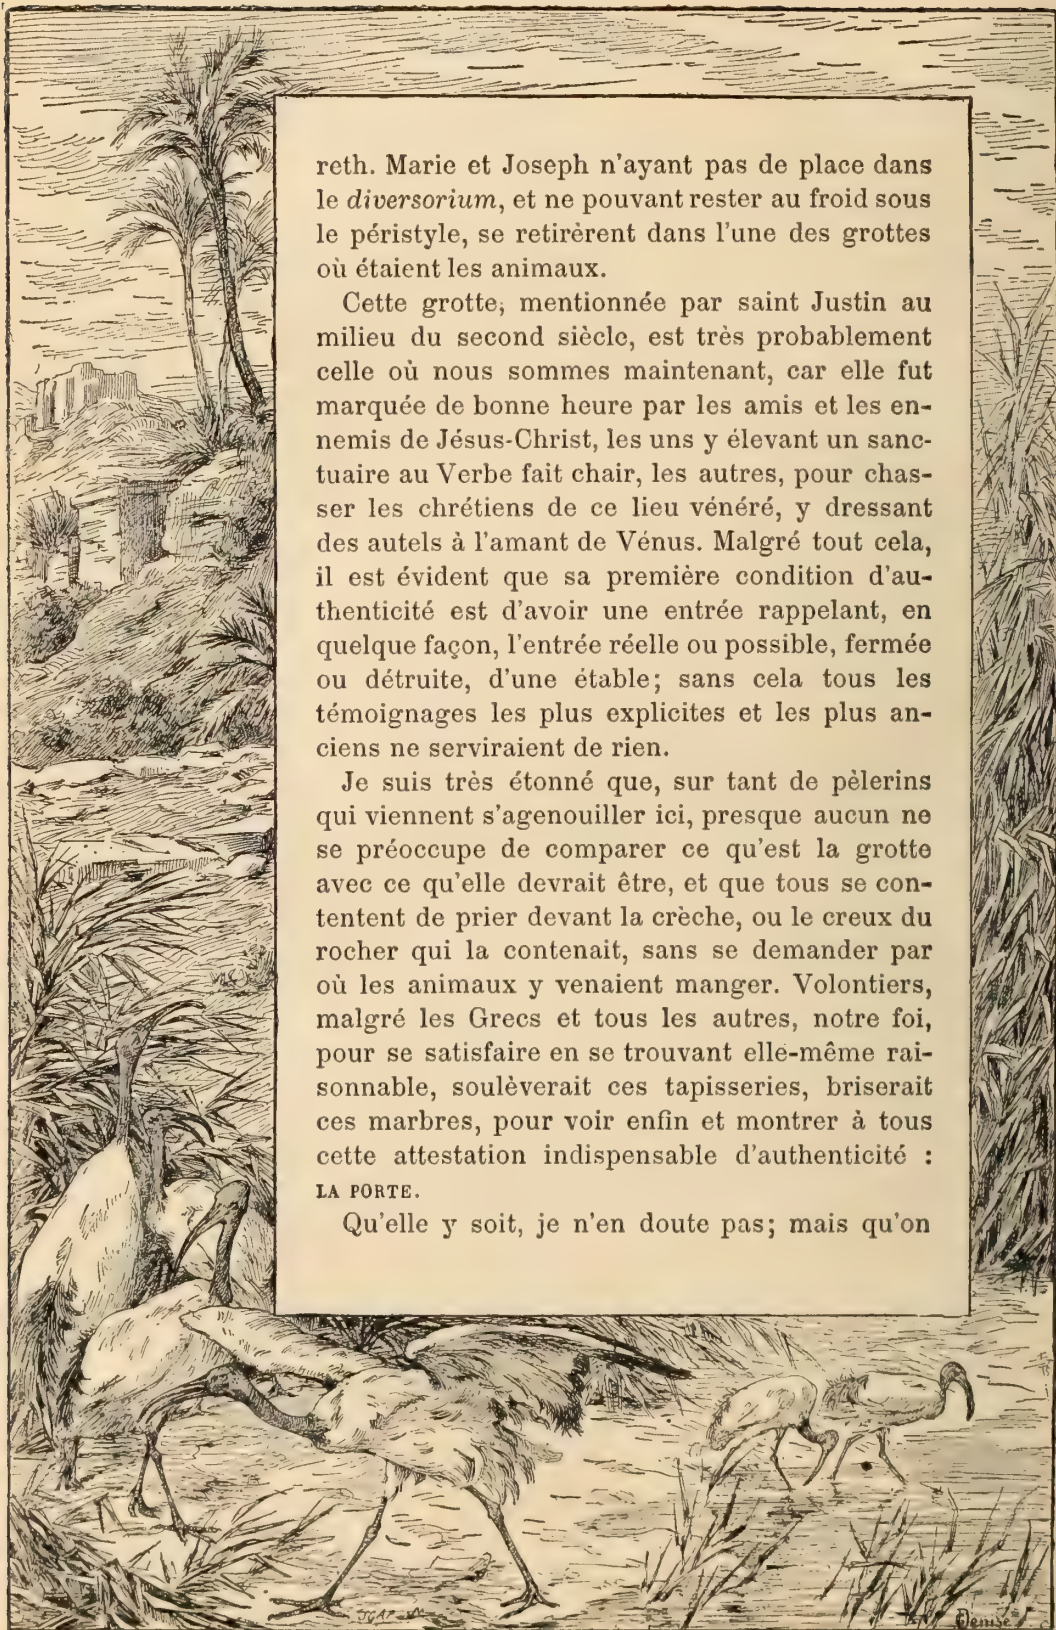 reth. Marie et Joseph n'ayant pas de place dans
le diversorium, et ne pouvant rester au froid sous
le péristyle, se retirèrent dans l'une des grottes
où étaient les animaux.
Cette grotte, mentionnée par saint Justin au
milieu du second siècle, est très probablement
celle où nous sommes maintenant, car elle fut
marquée de bonne heure par les amis et les en-
nemis de Jésus-Christ, les uns y élevant un sanc-
tuaire au Verbe fait chair, les autres, pour chas-
ser les chrétiens de ce lieu vénéré, y dressant
des autels à l'amant de Vénus. Malgré tout cela,
il est évident que sa première condition d'au-
thenticité est d'avoir une entrée rappelant, en
quelque façon, l'entrée réelle ou possible, fermée
ou détruite, d'une étable; sans cela tous les
témoignages les plus explicites et les plus an-
ciens ne serviraient de rien.
Je suis très étonné que, sur tant de pèlerins
qui viennent s'agenouiller ici, presque aucun ne
se préoccupe de comparer ce qu'est la grotte
avec ce qu'elle devrait être, et que tous se con-
tentent de prier devant la crèche, ou le creux du
rocher qui la contenait, sans se demander par
où les animaux y venaient manger. Volontiers,
malgré les Grecs et tous les autres, notre foi,
pour se satisfaire en se trouvant elle-même rai-
sonnable, soulèverait ces tapisseries, briserait
ces marbres, pour voir enfin et montrer à tous
cette attestation indispensable d'authenticité :
LA PORTE.
Qu'elle y soit, je n'en doute pas; mais qu'on